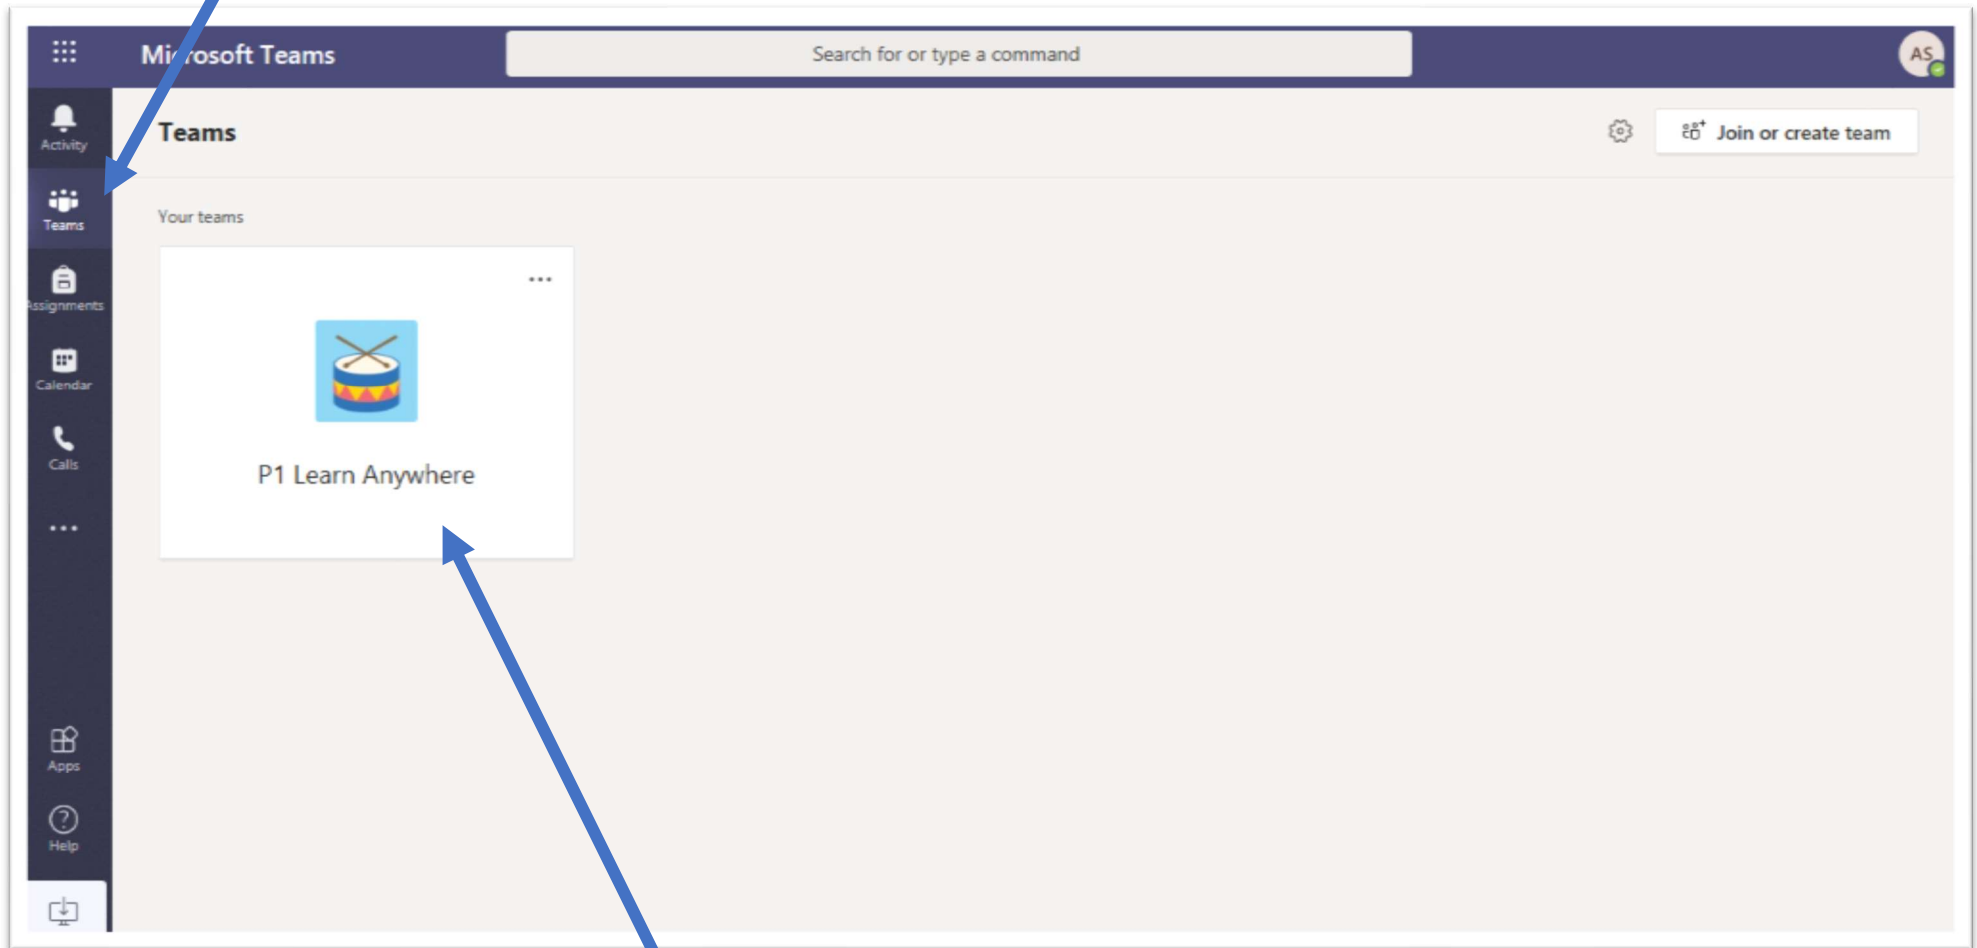 Microsoft Teams
Search for or type a command
AS
Activity
Teams
Join or create team
Teams
Your teams
Assignments
Calendar
Calls
P1 Learn Anywhere
Apps
Help